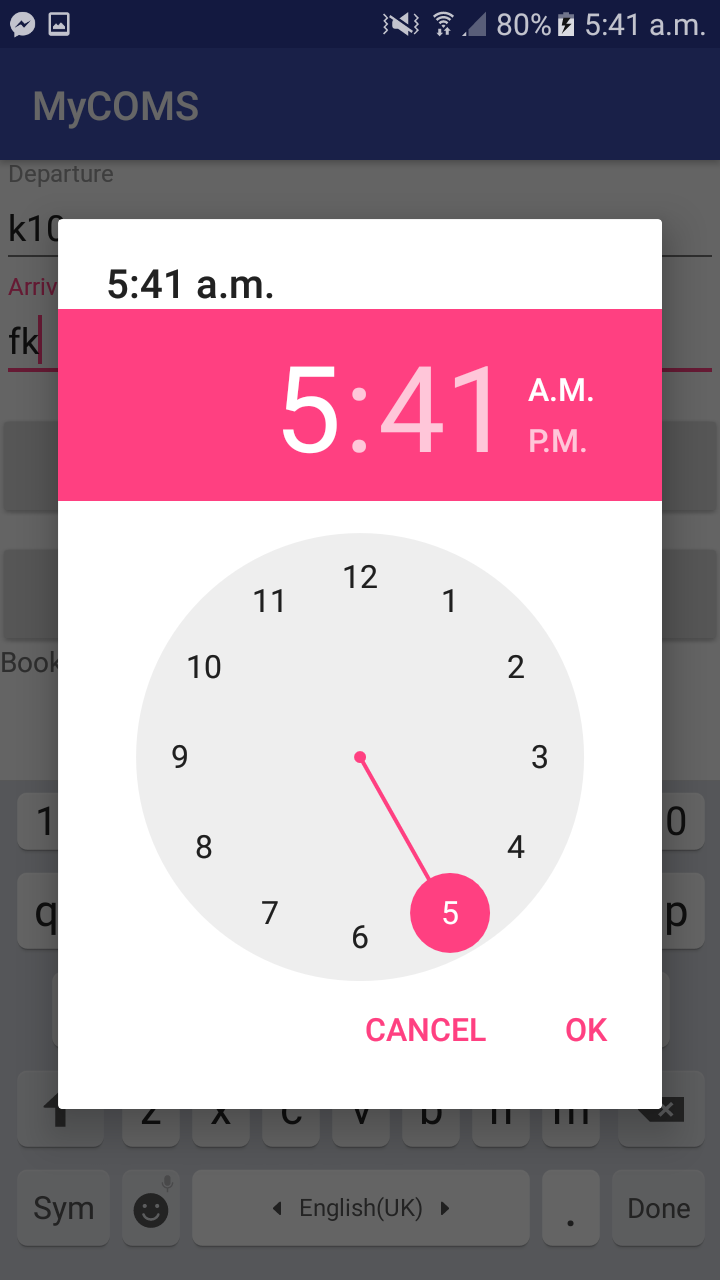 80% 5:41 a.m.
MyCOMS
Departure
k10
Arriv
fk
5:41 a.m.
5:41 A.M.
P.M.
12
11 1
10 2
9 3
8 4
7 5
6
Book
1 0
q p
CANCEL OK
z x c v b n m
Sym English(UK) . Done